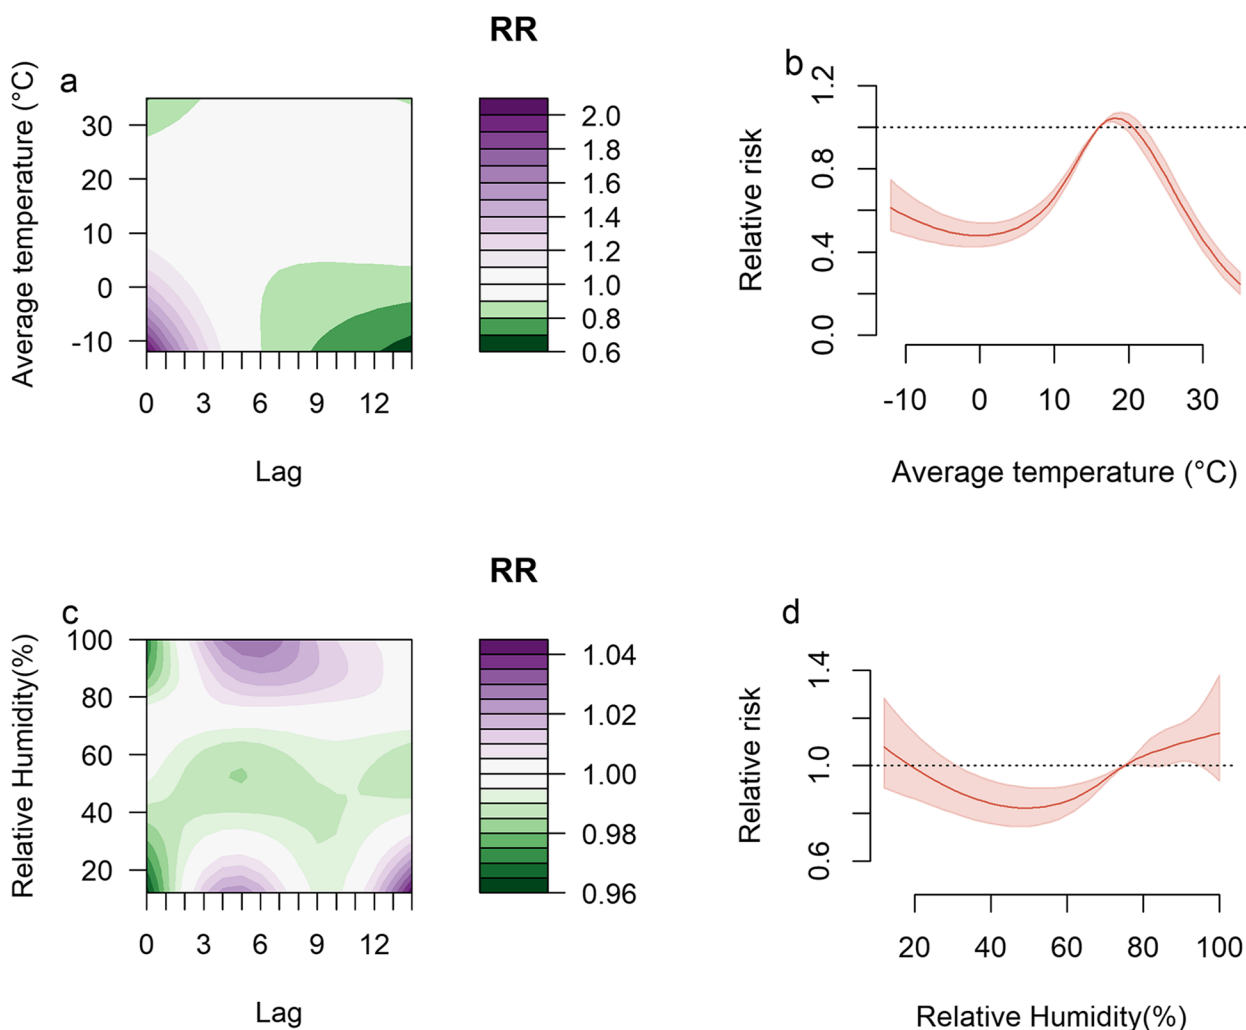 RR
a
Average temperature (°C)
30
20
10
0
-10
0 3 6 9 12
Lag
2.0
1.8
1.6
1.4
1.2
1.0
0.8
0.6
b
Relative risk
1.2
0.8
0.4
0.0
-10 0 10 20 30
Average temperature (°C)
RR
c
Relative Humidity(%)
100
80
60
40
20
0 3 6 9 12
Lag
1.04
1.02
1.00
0.98
0.96
d
Relative risk
1.4
1.0
0.6
20 40 60 80 100
Relative Humidity(%)